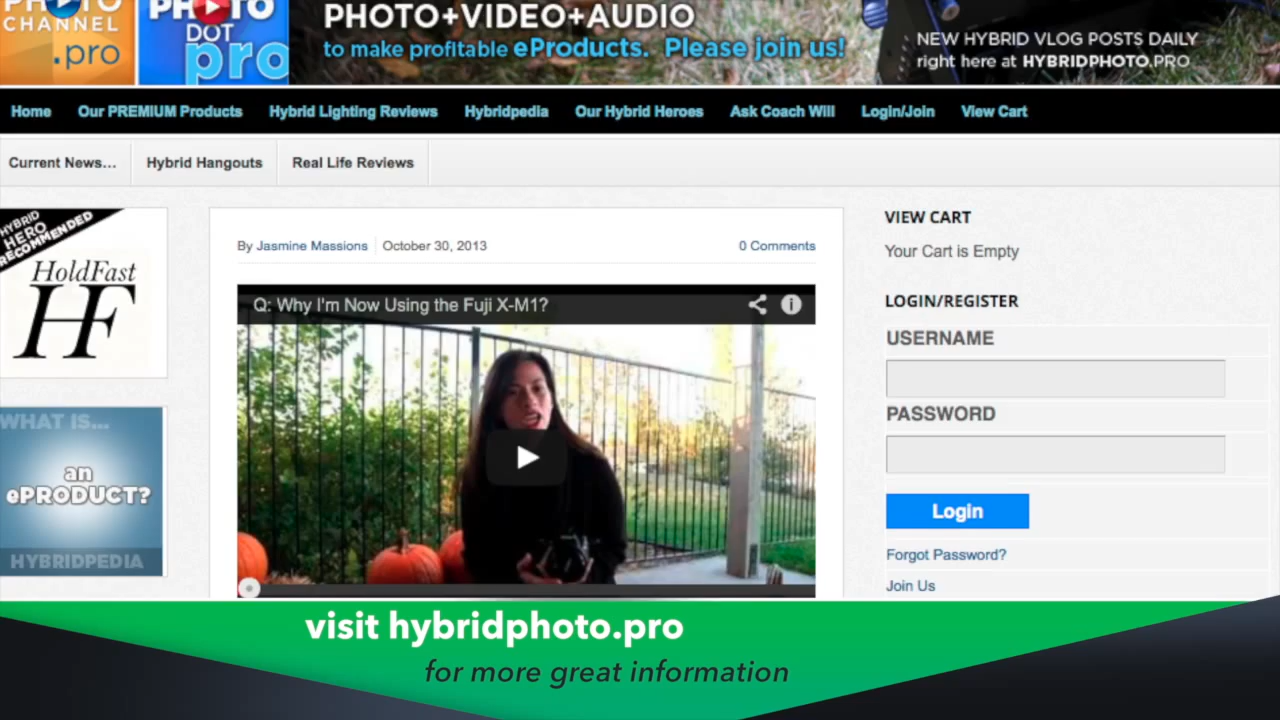 PHOTO
CHANNEL
.pro
PHOTO
DOT
pro
PHOTO+VIDEO+AUDIO
to make profitable eProducts. Please join us!
NEW HYBRID VLOG POSTS DAILY
right here at HYBRIDPHOTO.PRO
Home Our PREMIUM Products Hybrid Lighting Reviews Hybridpedia Our Hybrid Heroes Ask Coach Will Login/Join View Cart
Current News... Hybrid Hangouts Real Life Reviews
HYBRID
HERO
RECOMMENDED
HoldFast
HF
WHAT IS...
an
ePRODUCT?
HYBRIDPEDIA
By Jasmine Massions October 30, 2013 0 Comments
Q: Why I'm Now Using the Fuji X-M1?
VIEW CART
Your Cart is Empty
LOGIN/REGISTER
USERNAME
PASSWORD
Login
Forgot Password?
Join Us
visit hybridphoto.pro
for more great information